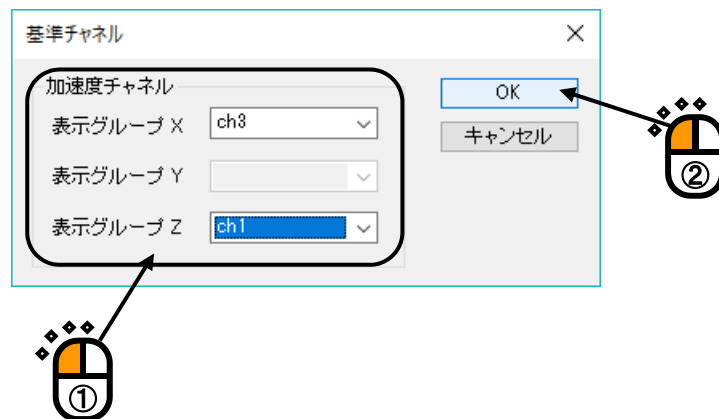 基準チャネル
加速度チャネル
表示グループ X ch3
表示グループ Y
表示グループ Z ch1
OK
キャンセル
②
①